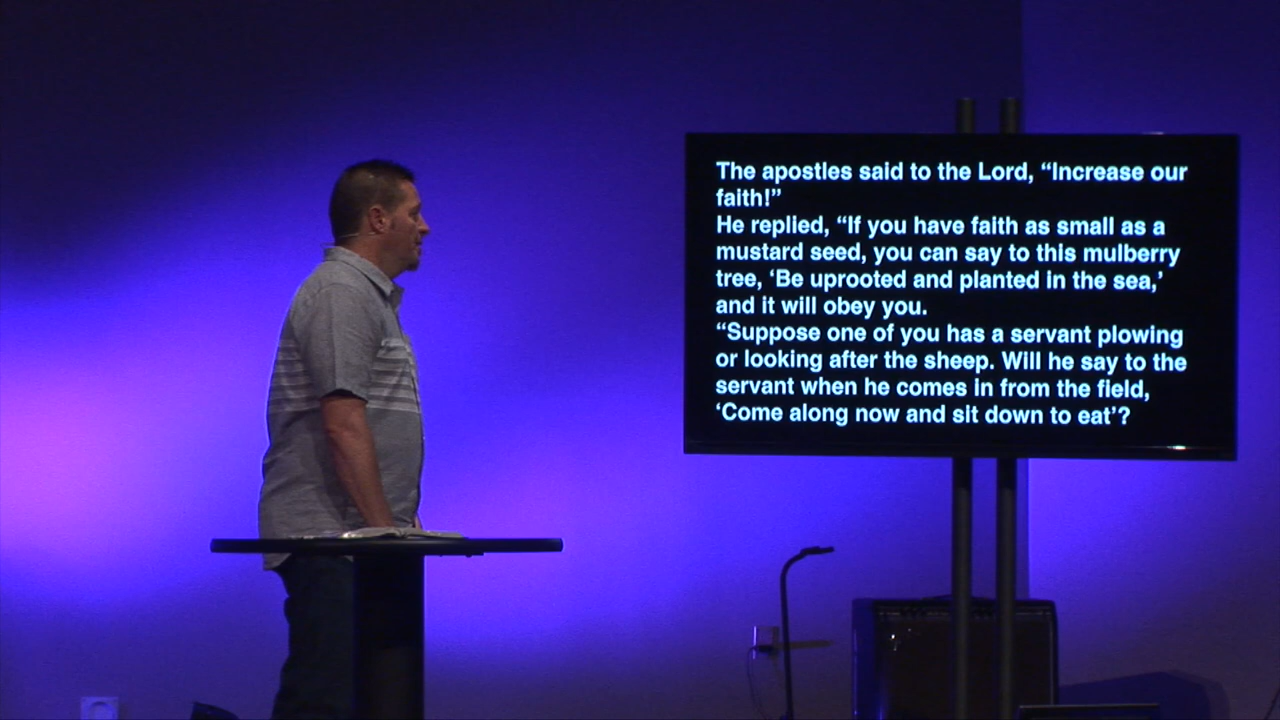 The apostles said to the Lord, “Increase our
faith!”
He replied, “If you have faith as small as a
mustard seed, you can say to this mulberry
tree, ‘Be uprooted and planted in the sea,’
and it will obey you.
“Suppose one of you has a servant plowing
or looking after the sheep. Will he say to the
servant when he comes in from the field,
‘Come along now and sit down to eat’?